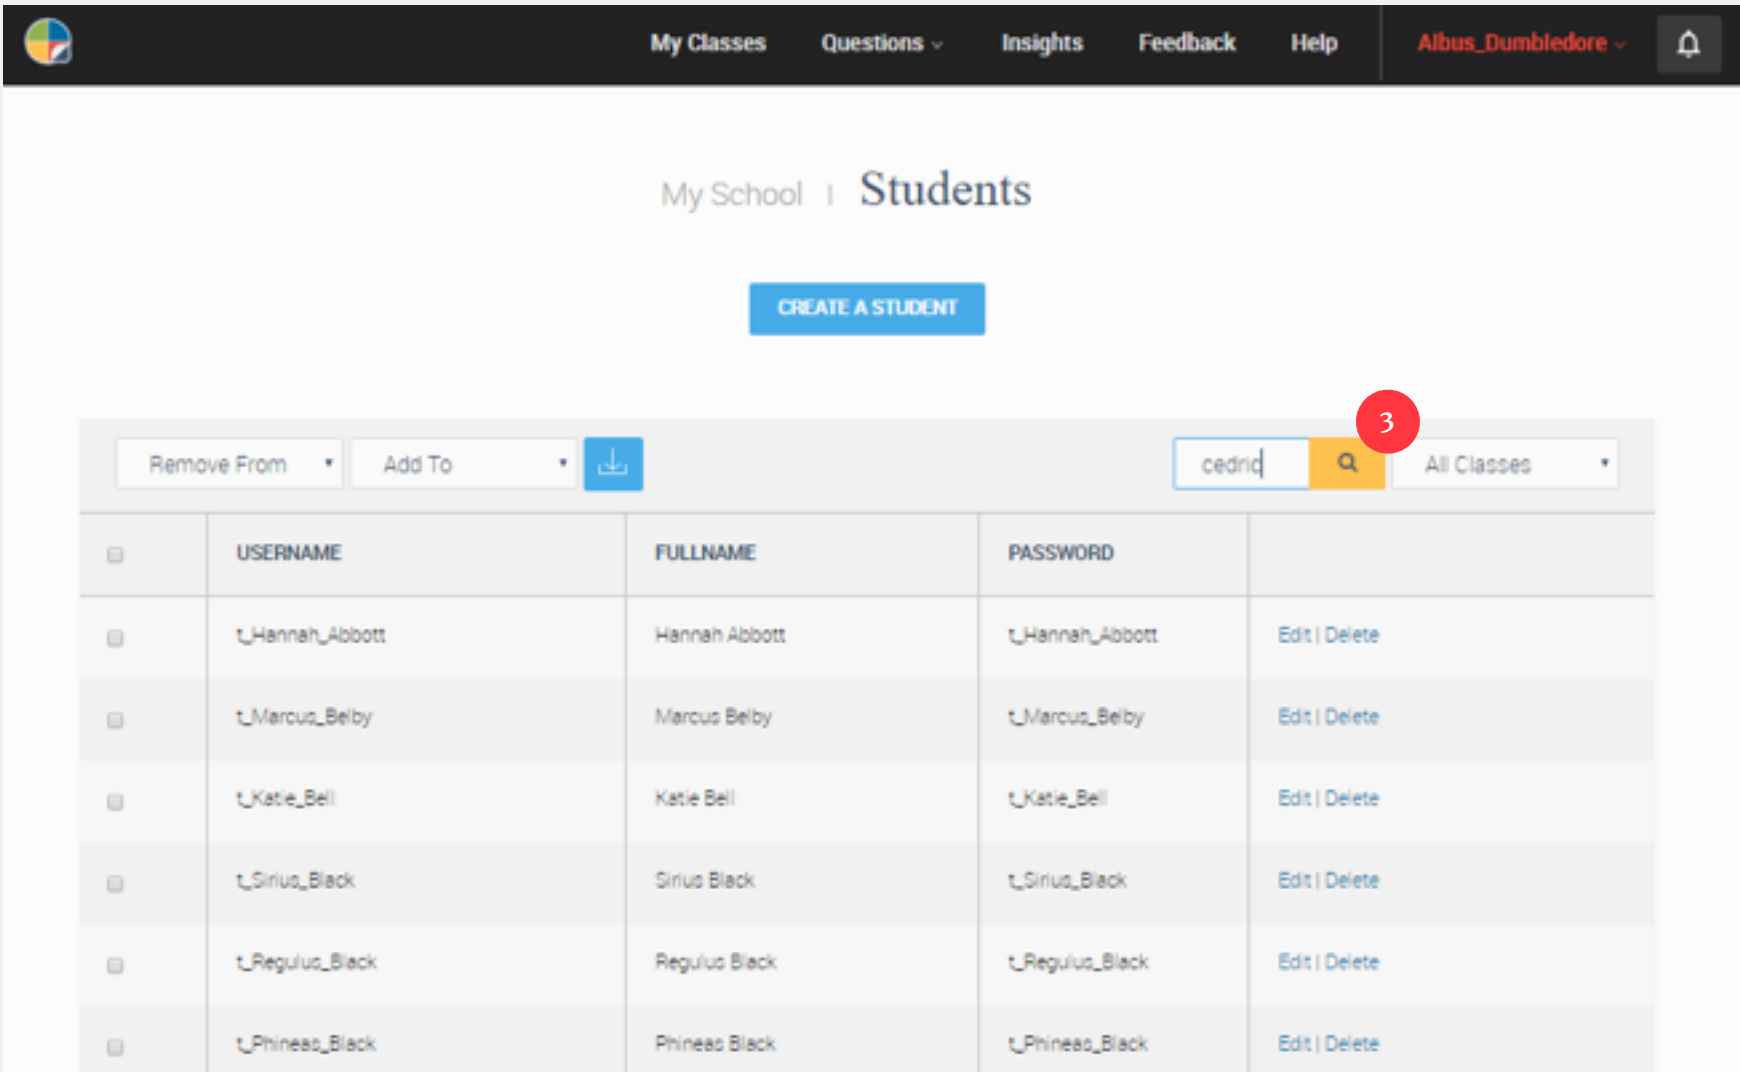 My Classes Questions Insights Feedback Help Albus_Dumbledore
My School | Students
CREATE A STUDENT
3
Remove From Add To cedric All Classes
USERNAME FULLNAME PASSWORD
t_Hannah_Abbott Hannah Abbott t_Hannah_Abbott Edit | Delete
t_Marcus_Belby Marcus Belby t_Marcus_Belby Edit | Delete
t_Katie_Bell Katie Bell t_Katie_Bell Edit | Delete
t_Sirius_Black Sirius Black t_Sirius_Black Edit | Delete
t_Regulus_Black Regulus Black t_Regulus_Black Edit | Delete
t_Phineas_Black Phineas Black t_Phineas_Black Edit | Delete